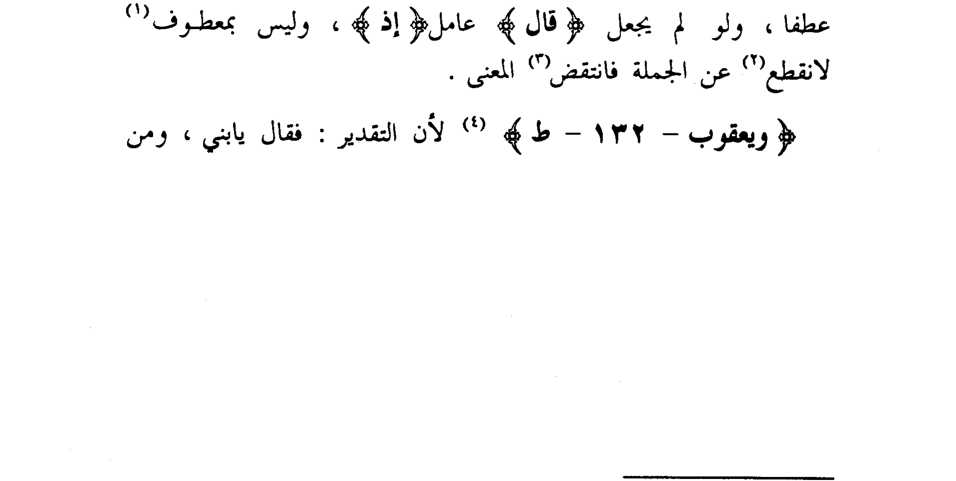 عطفا ، ولو لم يجعل ﴿ قال ﴾ عامل ﴿ إذ ﴾ ، وليس بمعطوف(١)
لانقطع(٢) عن الجملة فانتقض(٣) المعنى .
﴿ ويعقوب – ١٣٢ – ط ﴾ (٤) لأن التقدير : فقال يابني ، ومن